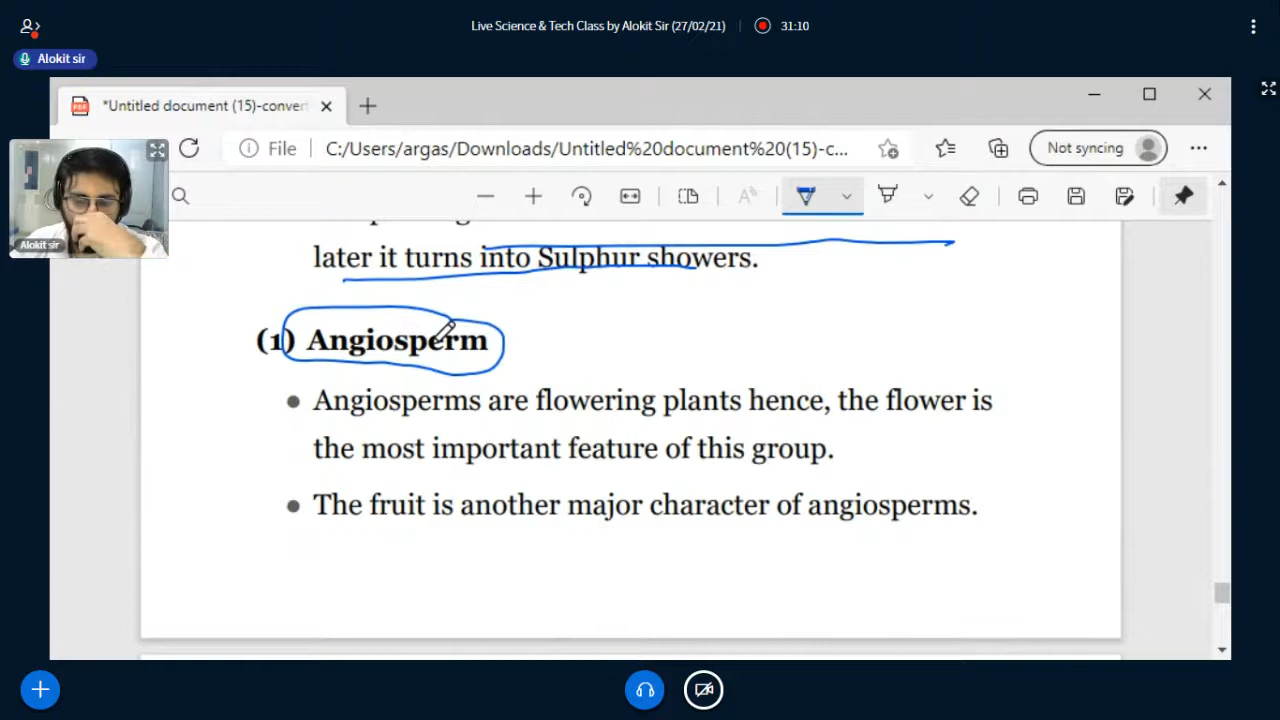 Live Science & Tech Class by Alokit Sir (27/02/21)
31:10
Alokit sir
*Untitled document (15)-convert
File
C:/Users/argas/Downloads/Untitled%20document%20(15)-c...
Not syncing
Alokit sir
later it turns into Sulphur showers.
(1) Angiosperm
Angiosperms are flowering plants hence, the flower is
the most important feature of this group.
The fruit is another major character of angiosperms.